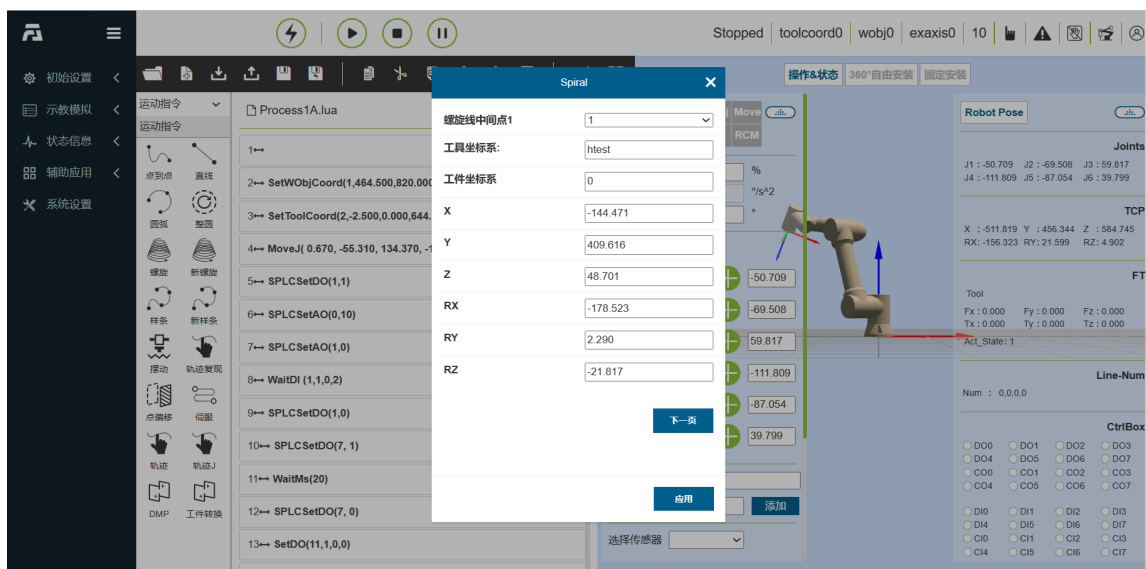 Stopped toolcoord0 wobj0 exaxis0 10
初始设置
示教模拟
状态信息
辅助应用
系统设置
运动指令
运动指令
点到点 直线
圆弧 整圆
螺旋 新螺旋
样条 新样条
摆动 轨迹复现
点偏移 伺服
轨迹 轨迹J
DMP 工件转换
Process1A.lua
1
2 SetWObjCoord(1,464.500,820.000
3 SetToolCoord(2,-2.500,0.000,644.
4 MoveJ( 0.670, -55.310, 134.370, -1
5 SPLCSetDO(1,1)
6 SPLCSetAO(0,10)
7 SPLCSetAO(1,0)
8 WaitDI (1,1,0,2)
9 SPLCSetDO(1,0)
10 SPLCSetDO(7, 1)
11 WaitMs(20)
12 SPLCSetDO(7, 0)
13 SetDO(11,1,0,0)
Spiral ×
螺旋线中间点1 1
工具坐标系: htest
工件坐标系 0
X -144.471
Y 409.616
Z 48.701
RX -178.523
RY 2.290
RZ -21.817
下一页
应用
操作&状态 360°自由安装 固定安装
Move
RCM
%
°/s^2
°
-50.709
-69.508
59.817
-111.809
-87.054
39.799
添加
选择传感器
Robot Pose
Joints
J1 : -50.709 J2 : -69.508 J3 : 59.817
J4 : -111.809 J5 : -87.054 J6 : 39.799
TCP
X : -511.819 Y : 456.344 Z : 584.745
RX: -156.323 RY: 21.599 RZ: 4.902
FT
Tool
Fx : 0.000 Fy : 0.000 Fz : 0.000
Tx : 0.000 Ty : 0.000 Tz : 0.000
Act_State: 1
Line-Num
Num : 0,0,0,0
CtrlBox
DO0 DO1 DO2 DO3
DO4 DO5 DO6 DO7
CO0 CO1 CO2 CO3
CO4 CO5 CO6 CO7
DI0 DI1 DI2 DI3
DI4 DI5 DI6 DI7
CI0 CI1 CI2 CI3
CI4 CI5 CI6 CI7